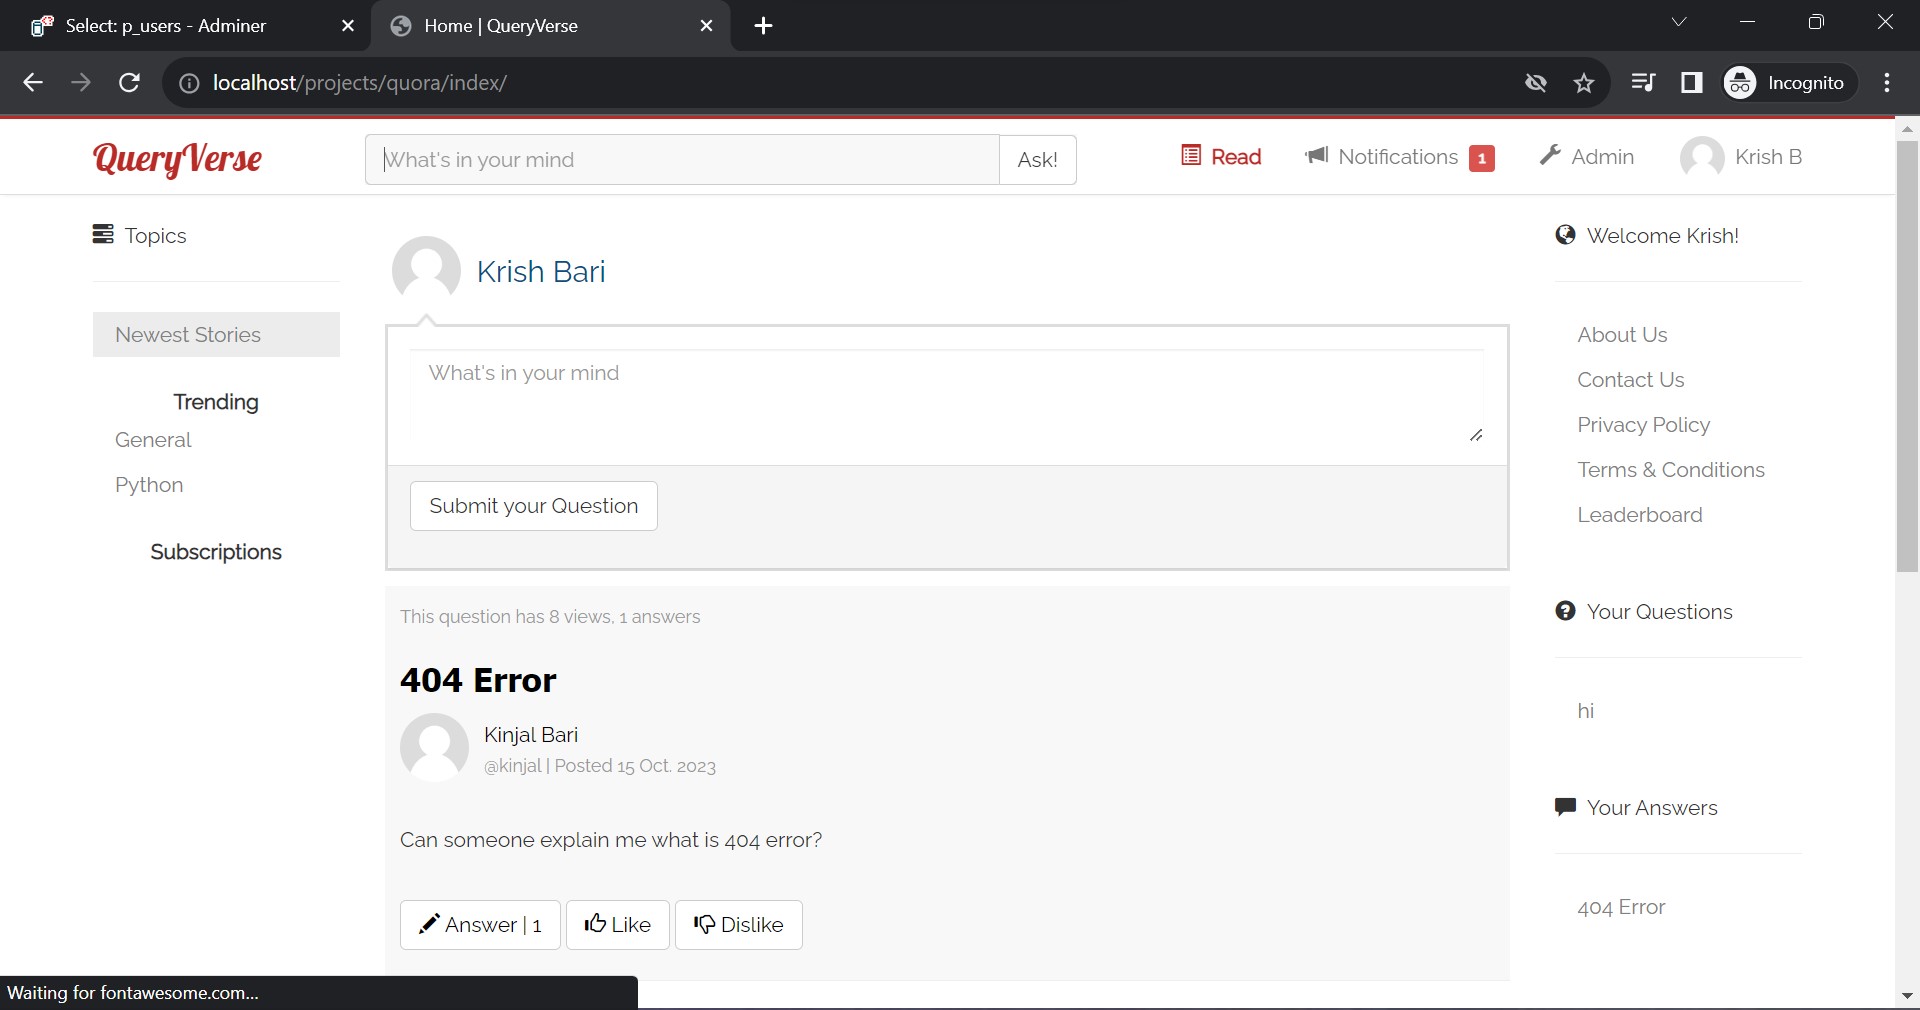 Select: p_users - Adminer
Home | QueryVerse
localhost/projects/quora/index/
Incognito
QueryVerse
What's in your mind
Ask!
Read
Notifications 1
Admin
Krish B
Topics
Newest Stories
Trending
General
Python
Subscriptions
Krish Bari
What's in your mind
Submit your Question
This question has 8 views, 1 answers
404 Error
Kinjal Bari
@kinjal | Posted 15 Oct. 2023
Can someone explain me what is 404 error?
Answer | 1
Like
Dislike
Welcome Krish!
About Us
Contact Us
Privacy Policy
Terms & Conditions
Leaderboard
Your Questions
hi
Your Answers
404 Error
Waiting for fontawesome.com...